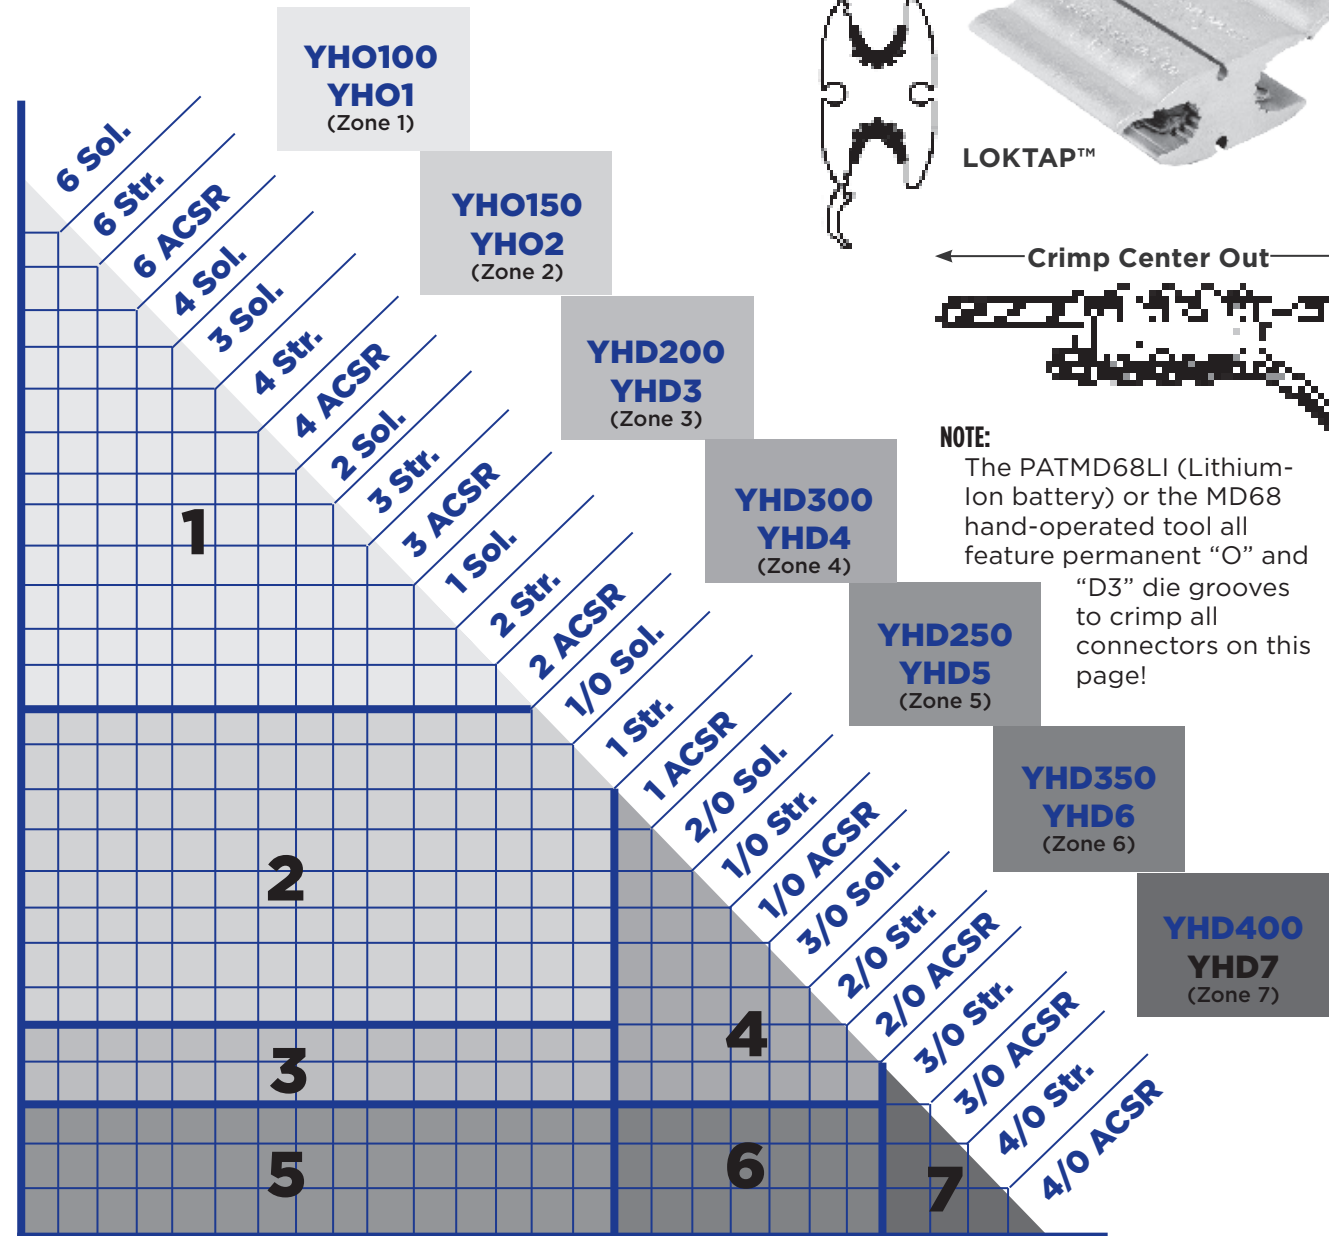 YHO100
YHO1
(Zone 1)
YHO150
YHO2
(Zone 2)
YHD200
YHD3
(Zone 3)
YHD300
YHD4
(Zone 4)
YHD250
YHD5
(Zone 5)
YHD350
YHD6
(Zone 6)
YHD400
YHD7
(Zone 7)
6 Sol.
6 Str.
6 ACSR
4 Sol.
3 Sol.
4 Str.
4 ACSR
2 Sol.
3 Str.
3 ACSR
1 Sol.
2 Str.
2 ACSR
1/0 Sol.
1 Str.
1 ACSR
2/0 Sol.
1/0 Str.
1/0 ACSR
3/0 Sol.
2/0 Str.
2/0 ACSR
3/0 Str.
3/0 ACSR
4/0 Str.
4/0 ACSR
1
2
3
4
5
6
7
LOKTAP™
Crimp Center Out
NOTE:
The PATMD68LI (Lithium-
Ion battery) or the MD68
hand-operated tool all
feature permanent “O” and
“D3” die grooves
to crimp all
connectors on this
page!